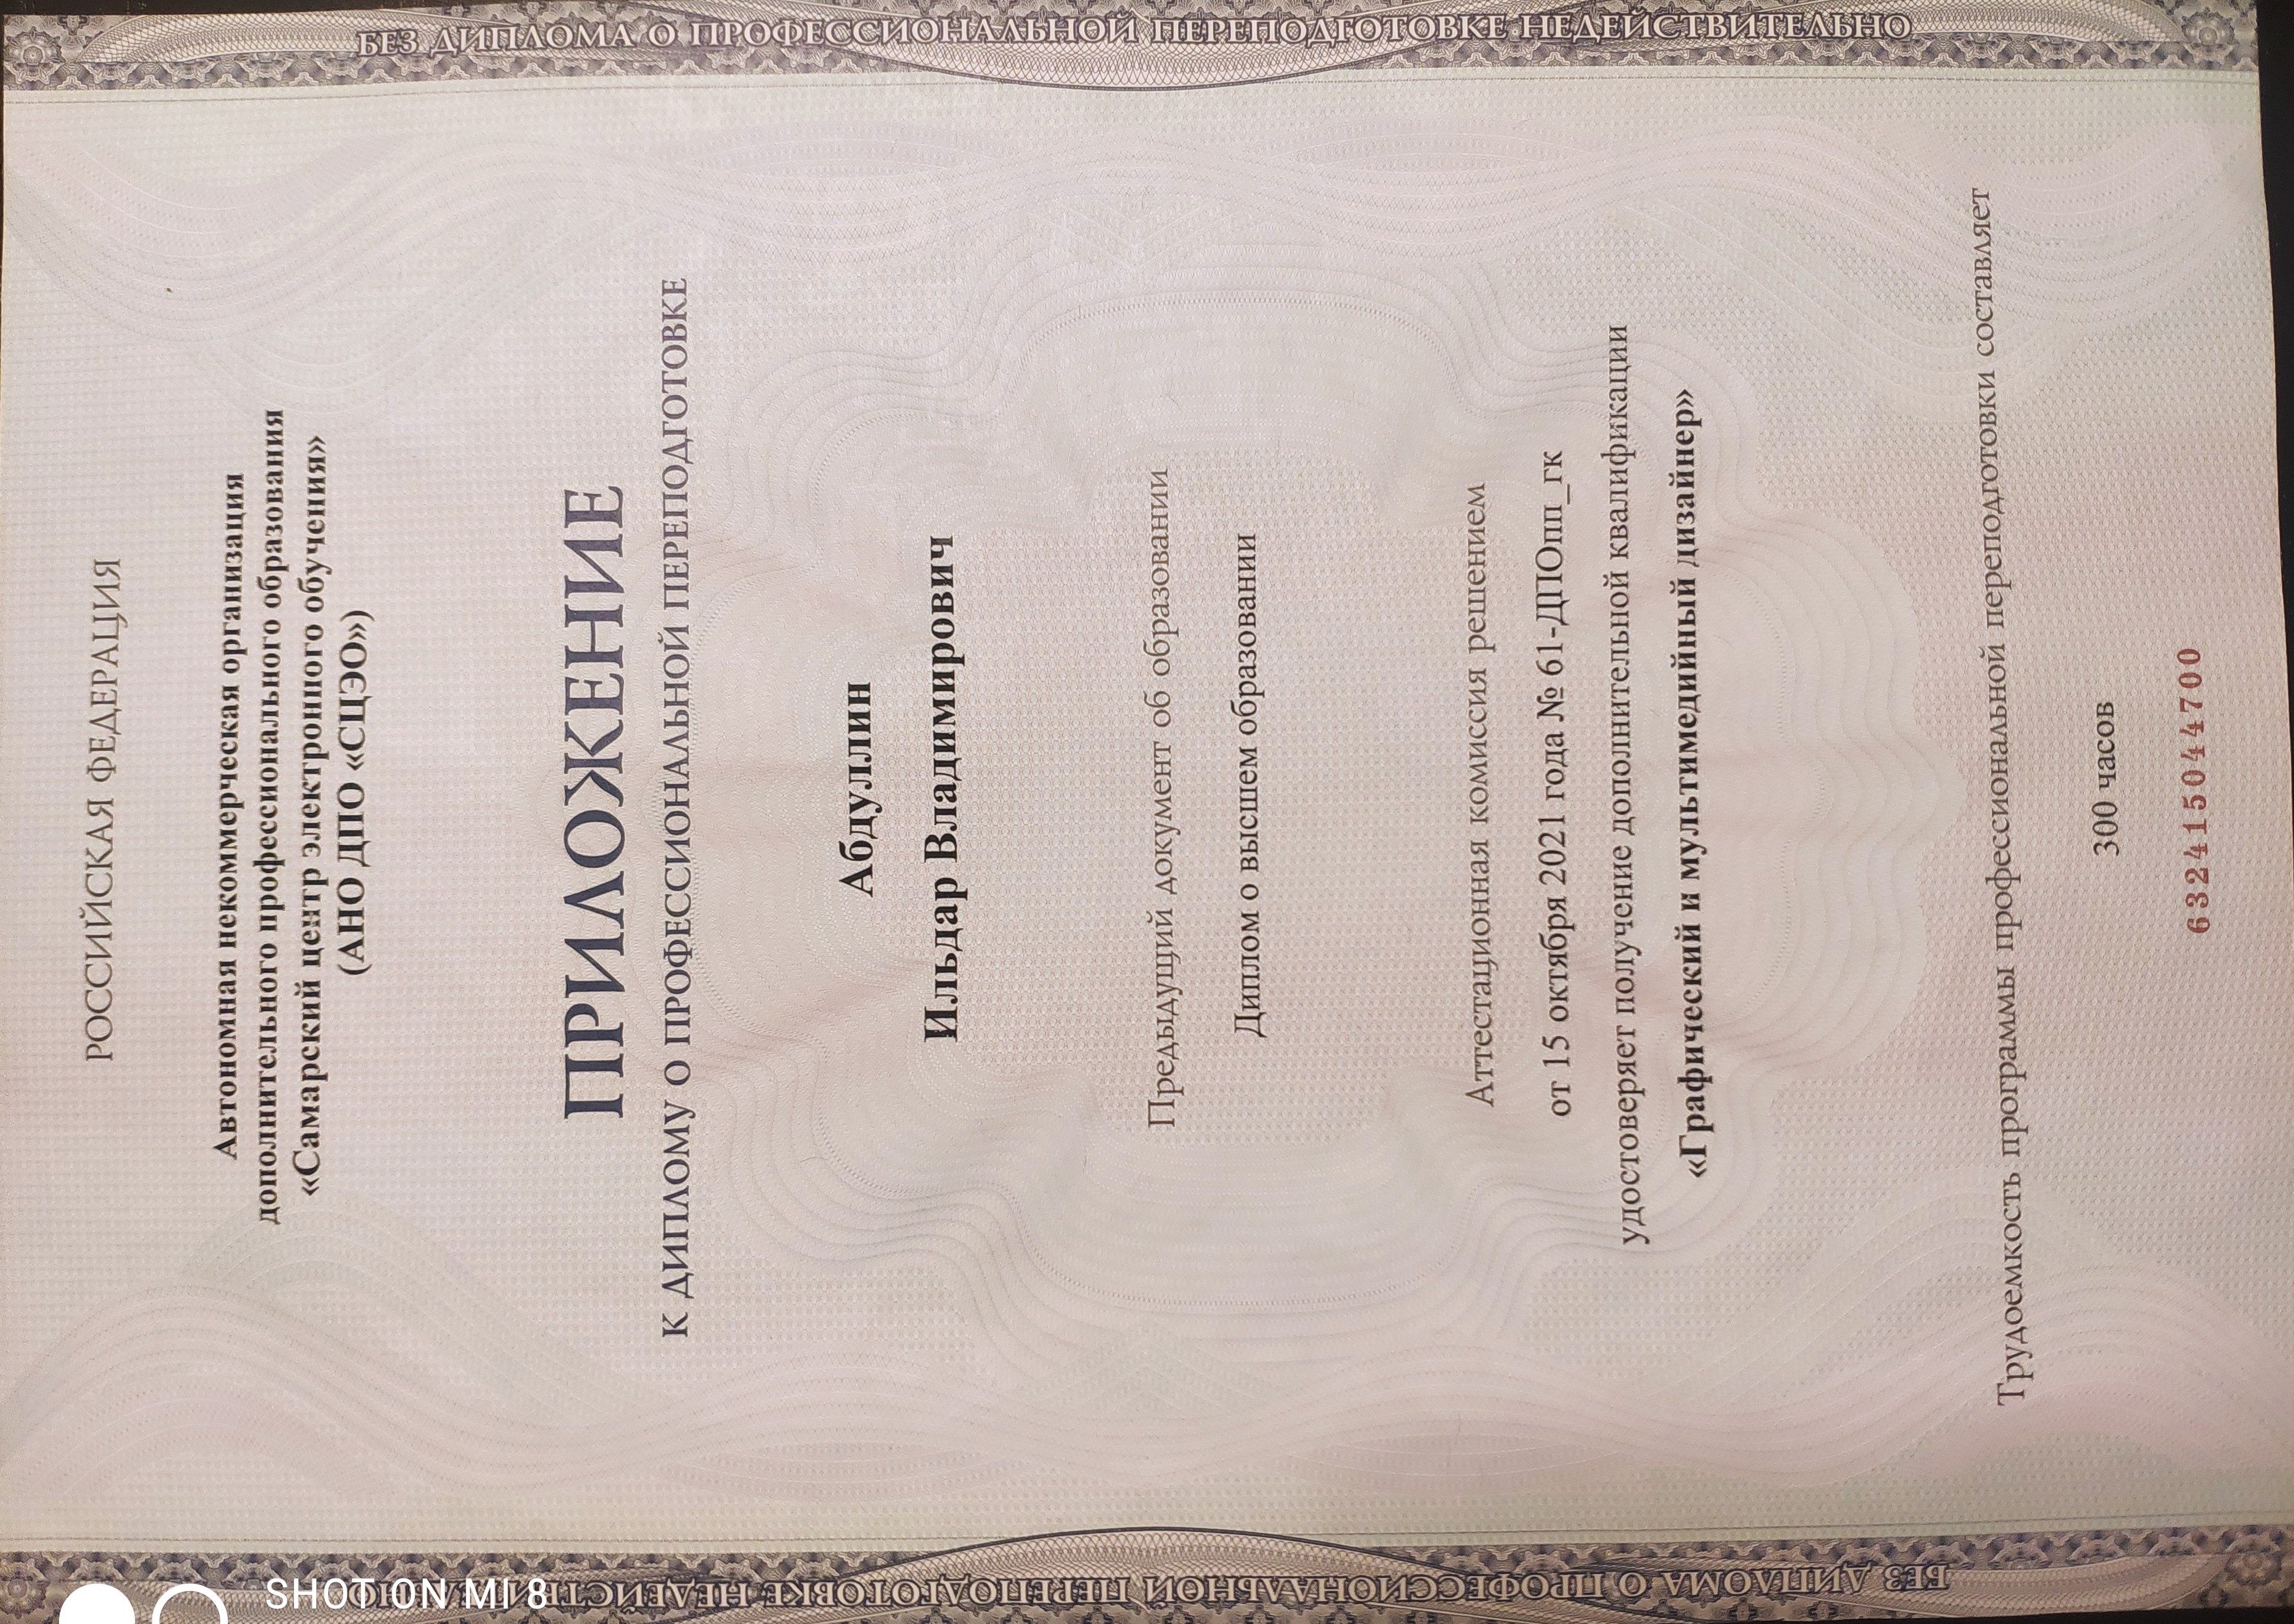 РОССИЙСКАЯ ФЕДЕРАЦИЯ
Автономная некоммерческая организация
дополнительного профессионального образования
«Самарский центр электронного обучения»
(АНО ДПО «СЦЭО»)
ПРИЛОЖЕНИЕ
К ДИПЛОМУ О ПРОФЕССИОНАЛЬНОЙ ПЕРЕПОДГОТОВКЕ
Абдуллин
Ильдар Владимирович
Предыдущий документ об образовании
Диплом о высшем образовании
Аттестационная комиссия решением
от 15 октября 2021 года № 61-ДПОпп_гк
удостоверяет получение дополнительной квалификации
«Графический и мультимедийный дизайнер»
Трудоемкость программы профессиональной переподготовки составляет
300 часов
632415044700
БЕЗ ДИПЛОМА О ПРОФЕССИОНАЛЬНОЙ ПЕРЕПОДГОТОВКЕ НЕДЕЙСТВИТЕЛЬНО
БЕЗ ДИПЛОМА О ПРОФЕССИОНАЛЬНОЙ ПЕРЕПОДГОТОВКЕ НЕДЕЙСТВИТЕЛЬНО
SHOT ON MI 8